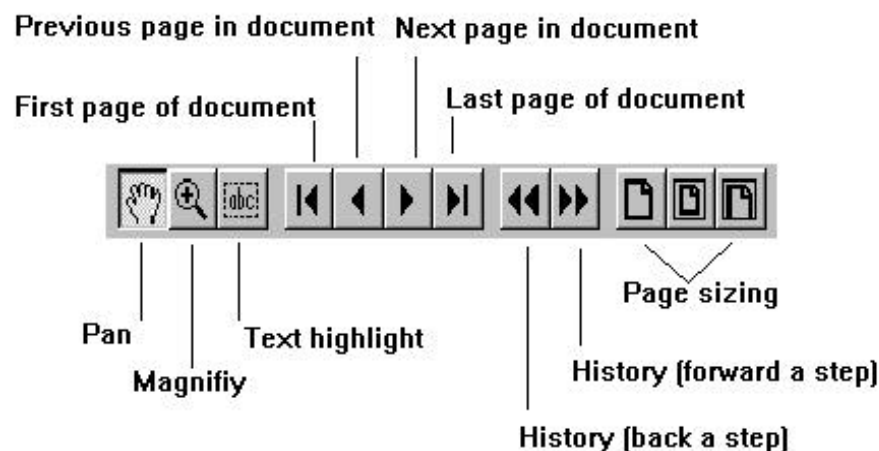 Previous page in document Next page in document
First page of document Last page of document
abc
Page sizing
Pan Text highlight
Magnifiy History (forward a step)
History (back a step)